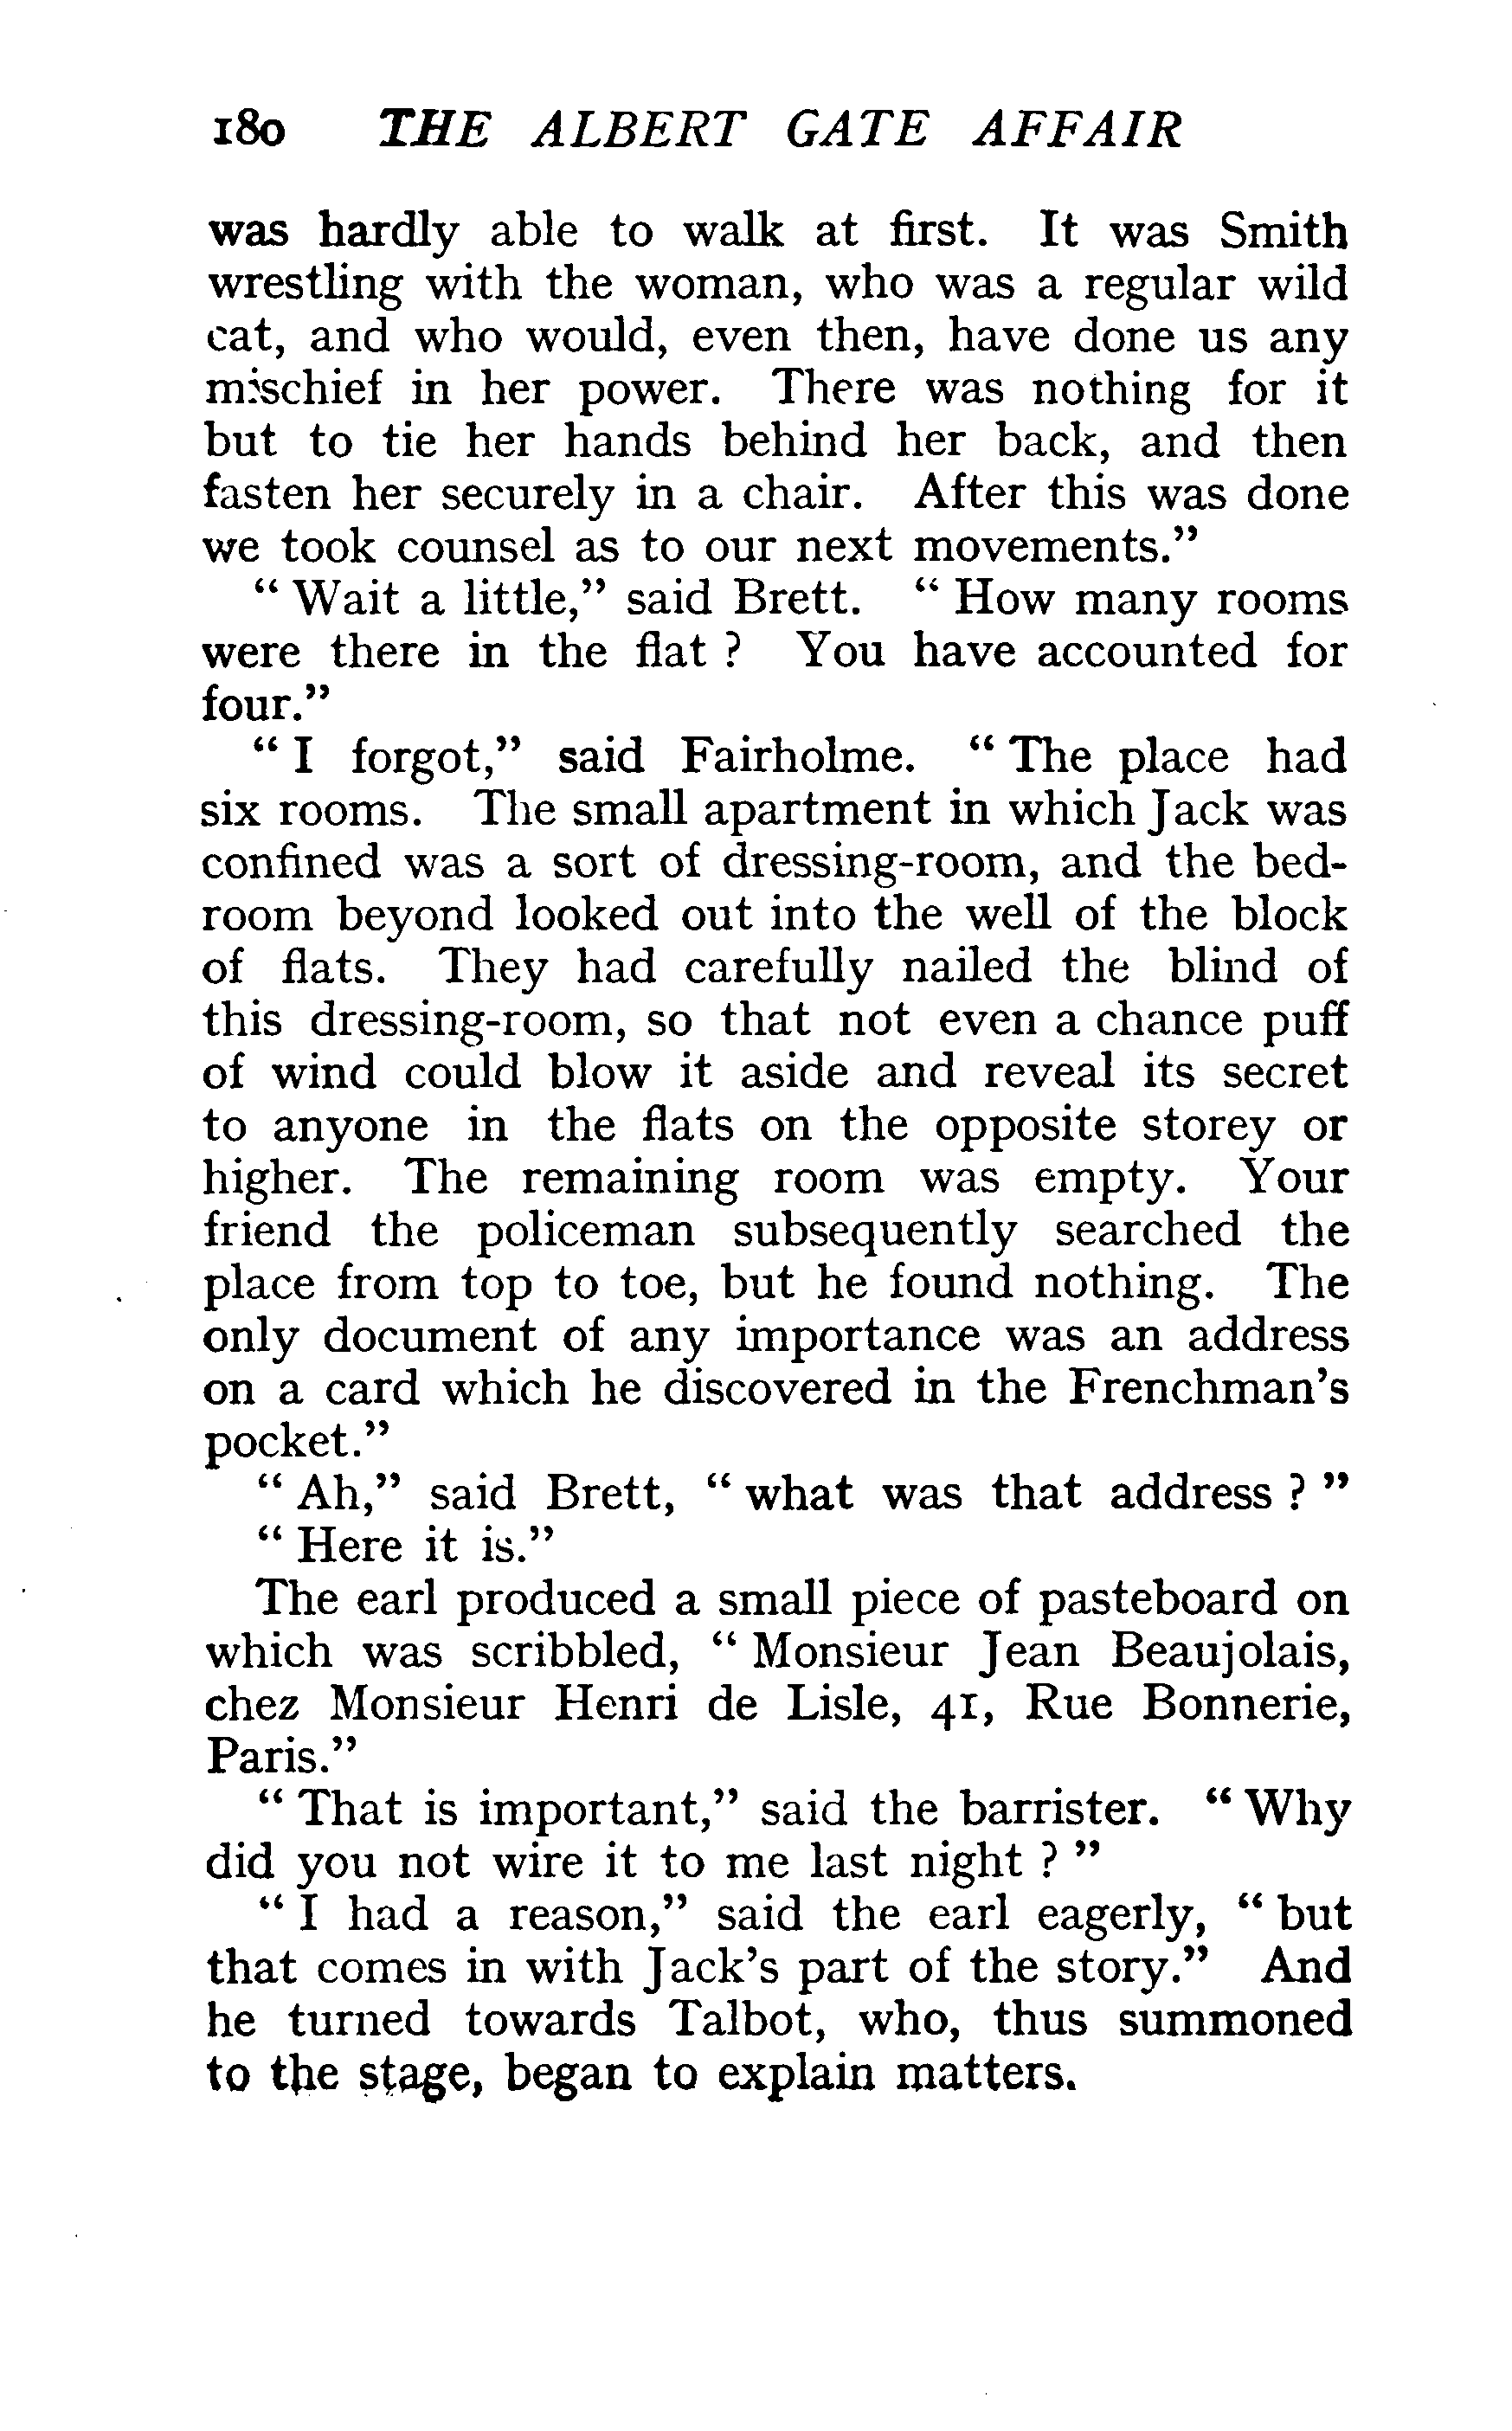 180 THE ALBERT GATE AFFAIR
was hardly able to walk at first. It was Smith
wrestling with the woman, who was a regular wild
cat, and who would, even then, have done us any
mischief in her power. There was nothing for it
but to tie her hands behind her back, and then
fasten her securely in a chair. After this was done
we took counsel as to our next movements.”
“ Wait a little,” said Brett. “ How many rooms
were there in the flat ? You have accounted for
four.”
“ I forgot,” said Fairholme. “ The place had
six rooms. The small apartment in which Jack was
confined was a sort of dressing-room, and the bed-
room beyond looked out into the well of the block
of flats. They had carefully nailed the blind of
this dressing-room, so that not even a chance puff
of wind could blow it aside and reveal its secret
to anyone in the flats on the opposite storey or
higher. The remaining room was empty. Your
friend the policeman subsequently searched the
place from top to toe, but he found nothing. The
only document of any importance was an address
on a card which he discovered in the Frenchman’s
pocket.”
“ Ah,” said Brett, “ what was that address ? ”
“ Here it is.”
The earl produced a small piece of pasteboard on
which was scribbled, “ Monsieur Jean Beaujolais,
chez Monsieur Henri de Lisle, 41, Rue Bonnerie,
Paris.”
“ That is important,” said the barrister. “ Why
did you not wire it to me last night ? ”
“ I had a reason,” said the earl eagerly, “ but
that comes in with Jack’s part of the story.” And
he turned towards Talbot, who, thus summoned
to the stage, began to explain matters.